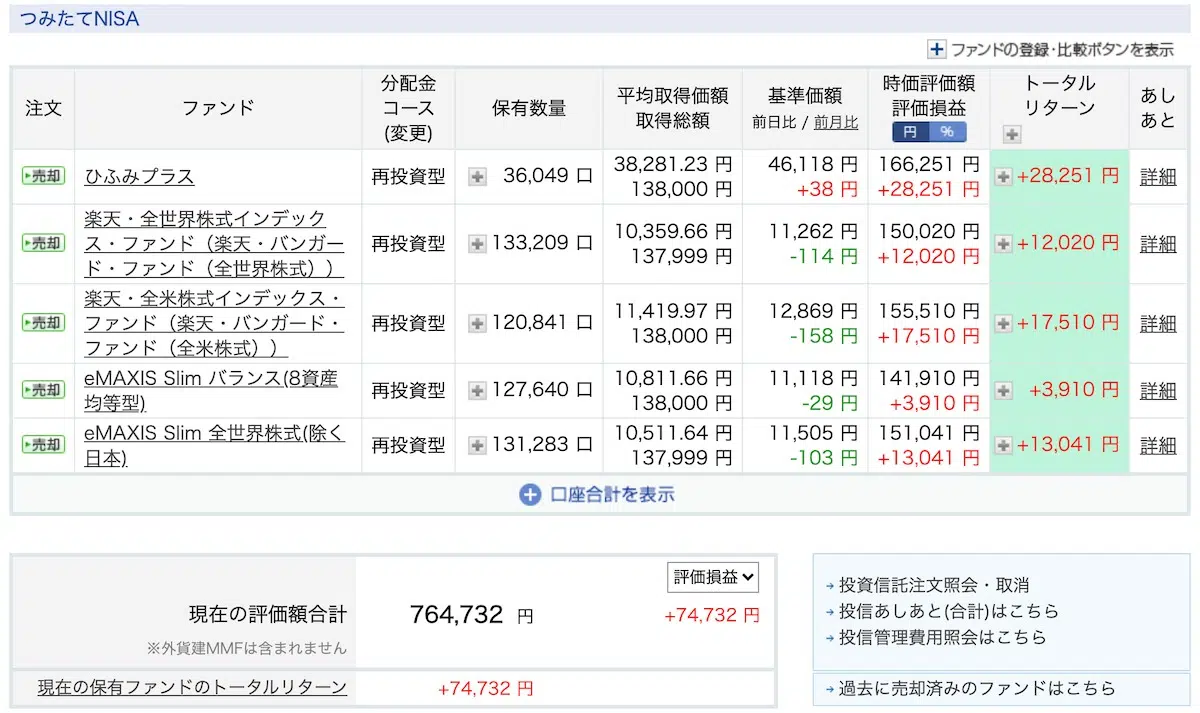 つみたてNISA
ファンドの登録・比較ボタンを表示
注文
ファンド
分配金
コース
(変更)
保有数量
平均取得価額
取得総額
基準価額
前日比 / 前月比
時価評価額
評価損益
円 %
トータル
リターン
あし
あと
売却
ひふみプラス
再投資型
36,049 口
38,281.23 円
138,000 円
46,118 円
+38 円
166,251 円
+28,251 円
+28,251 円
詳細
売却
楽天・全世界株式インデック
ス・ファンド（楽天・バンガー
ド・ファンド（全世界株式））
再投資型
133,209 口
10,359.66 円
137,999 円
11,262 円
-114 円
150,020 円
+12,020 円
+12,020 円
詳細
売却
楽天・全米株式インデックス・
ファンド（楽天・バンガード・
ファンド（全米株式））
再投資型
120,841 口
11,419.97 円
138,000 円
12,869 円
-158 円
155,510 円
+17,510 円
+17,510 円
詳細
売却
eMAXIS Slim バランス(8資産
均等型)
再投資型
127,640 口
10,811.66 円
138,000 円
11,118 円
-29 円
141,910 円
+3,910 円
+3,910 円
詳細
売却
eMAXIS Slim 全世界株式(除く
日本)
再投資型
131,283 口
10,511.64 円
137,999 円
11,505 円
-103 円
151,041 円
+13,041 円
+13,041 円
詳細
口座合計を表示
評価損益
現在の評価額合計
764,732 円
+74,732 円
※外貨建MMFは含まれません
現在の保有ファンドのトータルリターン
+74,732 円
投資信託注文照会・取消
投信あしあと(合計)はこちら
投信管理費用照会はこちら
過去に売却済みのファンドはこちら